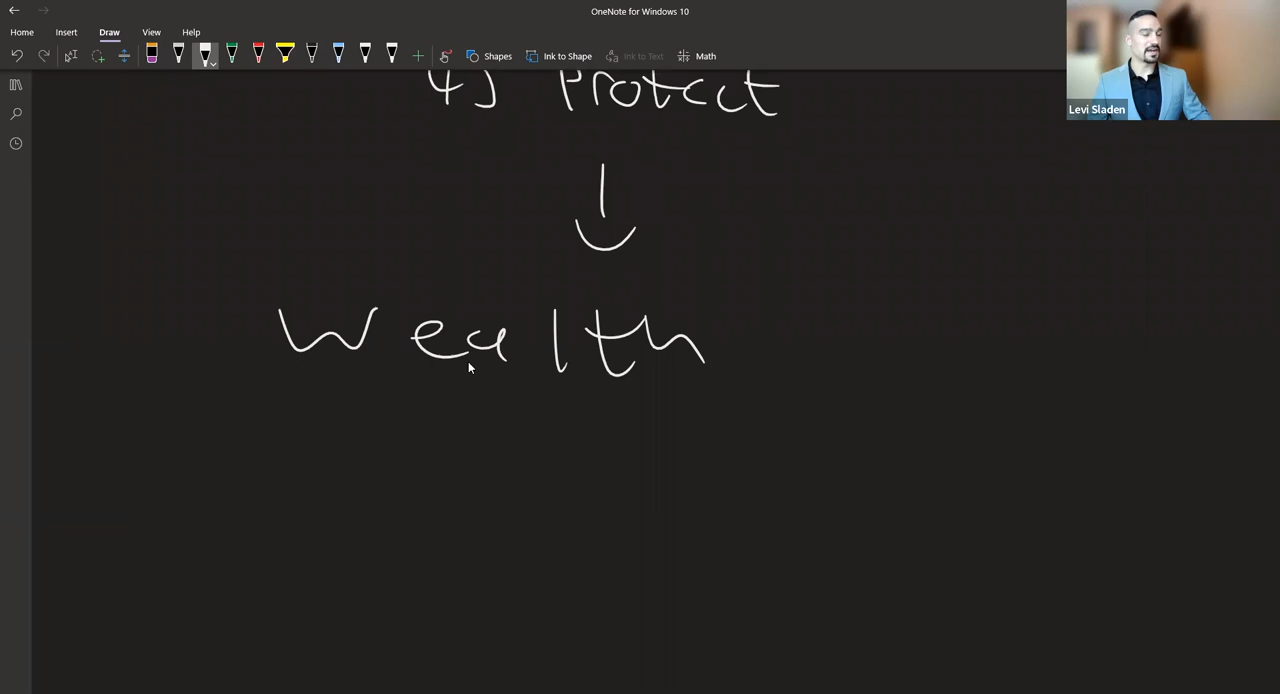 OneNote for Windows 10
Home Insert Draw View Help
Shapes Ink to Shape Ink to Text Math
Levi Sladen
4) Protect
Wealth